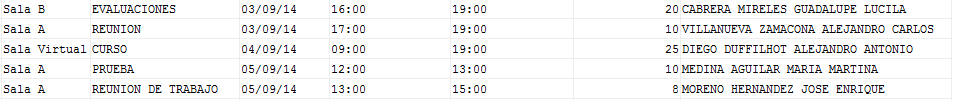 Sala B EVALUACIONES 03/09/14 16:00 19:00 20 CABRERA MIRELES GUADALUPE LUCILA
Sala A REUNION 03/09/14 17:00 19:00 10 VILLANUEVA ZAMACONA ALEJANDRO CARLOS
Sala Virtual CURSO 04/09/14 09:00 19:00 25 DIEGO DUFFILHOT ALEJANDRO ANTONIO
Sala A PRUEBA 05/09/14 12:00 13:00 10 MEDINA AGUILAR MARIA MARTINA
Sala A REUNION DE TRABAJO 05/09/14 13:00 15:00 8 MORENO HERNANDEZ JOSE ENRIQUE